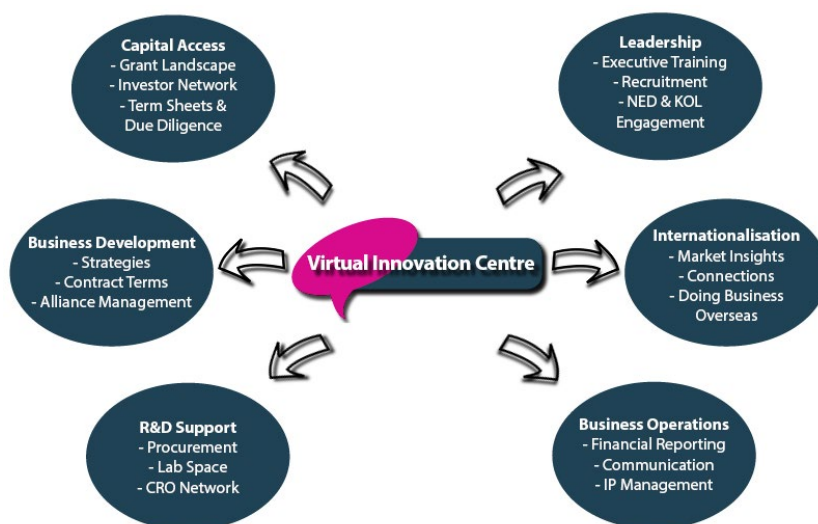 Capital Access
- Grant Landscape
- Investor Network
- Term Sheets &
Due Diligence
Leadership
- Executive Training
- Recruitment
- NED & KOL
Engagement
Business Development
- Strategies
- Contract Terms
- Alliance Management
Virtual Innovation Centre
Internationalisation
- Market Insights
- Connections
- Doing Business
Overseas
R&D Support
- Procurement
- Lab Space
- CRO Network
Business Operations
- Financial Reporting
- Communication
- IP Management